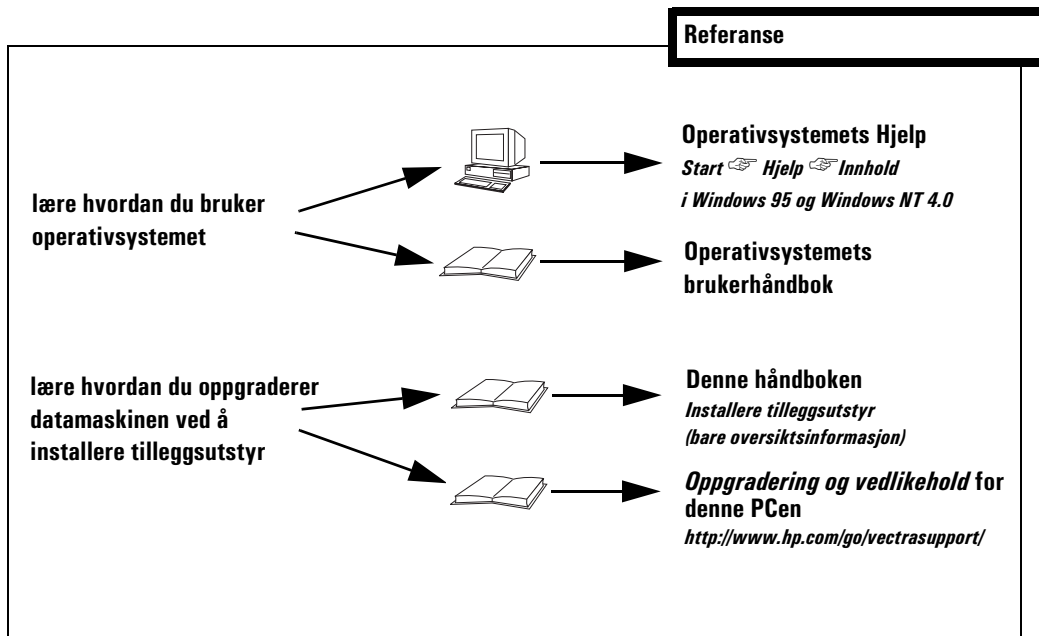 Referanse
lære hvordan du bruker
operativsystemet
Operativsystemets Hjelp
Start ☞ Hjelp ☞ Innhold
i Windows 95 og Windows NT 4.0
Operativsystemets
brukerhåndbok
lære hvordan du oppgraderer
datamaskinen ved å
installere tilleggsutstyr
Denne håndboken
Installere tilleggsutstyr
(bare oversiktsinformasjon)
Oppgradering og vedlikehold for
denne PCen
http://www.hp.com/go/vectrasupport/